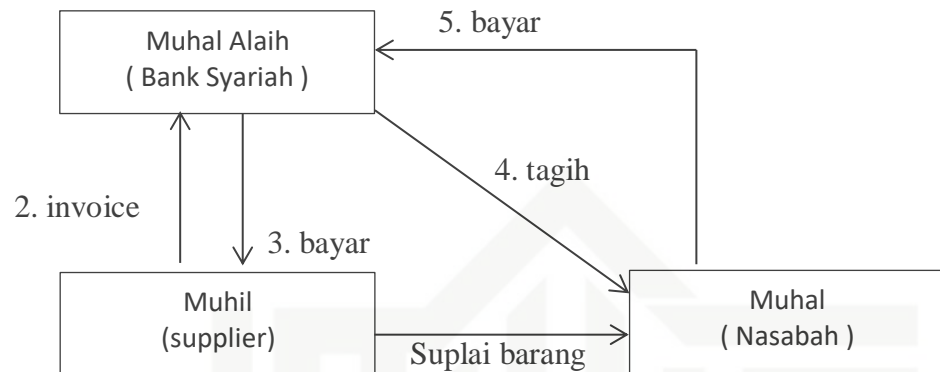 5. bayar
Muhal Alaih
( Bank Syariah )
4. tagih
2. invoice
3. bayar
Muhil
(supplier)
Muhal
( Nasabah )
Suplai barang